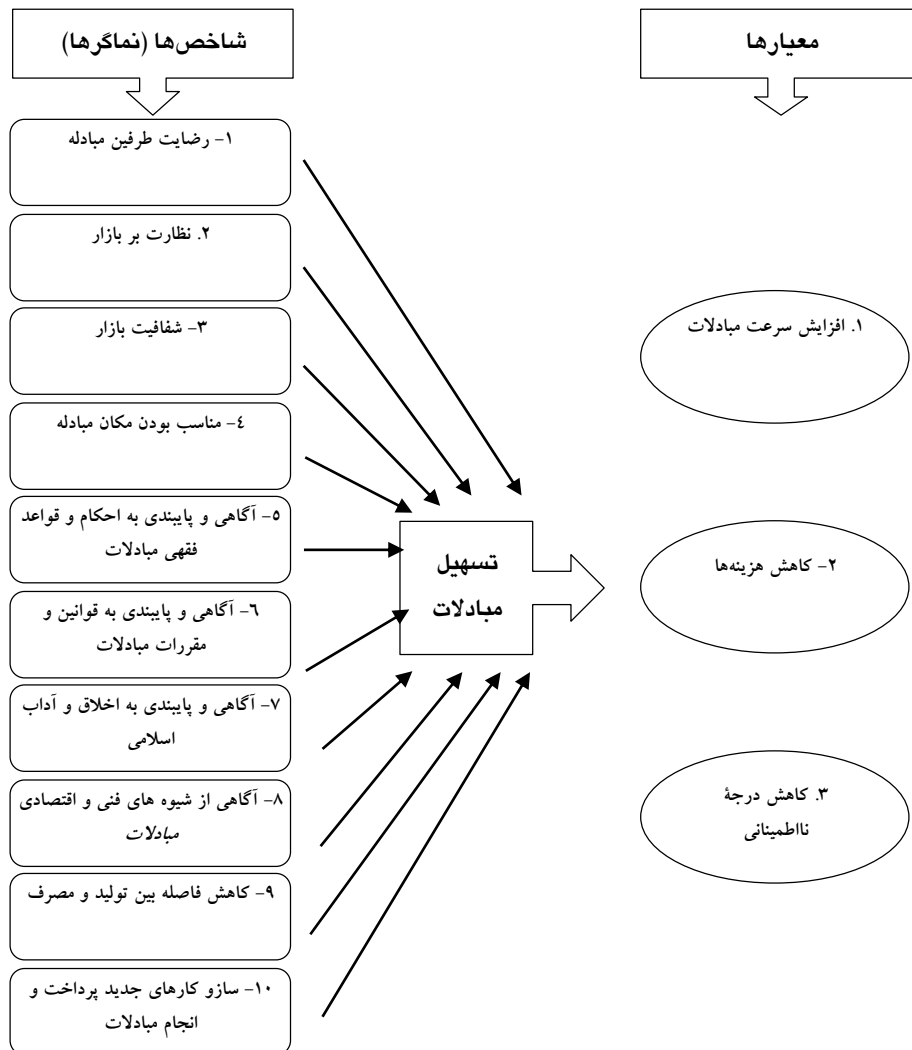 شاخص‌ها (نماگرها)
معیارها
۱- رضایت طرفین مبادله
۲. نظارت بر بازار
۳- شفافیت بازار
٤- مناسب بودن مکان مبادله
٥- آگاهی و پایبندی به احکام و قواعد
فقهی مبادلات
٦- آگاهی و پایبندی به قوانین و
مقررات مبادلات
۷- آگاهی و پایبندی به اخلاق و آداب
اسلامی
۸- آگاهی از شیوه های فنی و اقتصادی
مبادلات
۹- کاهش فاصله بین تولید و مصرف
۱۰- سازو کارهای جدید پرداخت و
انجام مبادلات
تسهیل
مبادلات
۱. افزایش سرعت مبادلات
۲- کاهش هزینه‌ها
۳. کاهش درجهٔ
نااطمینانی